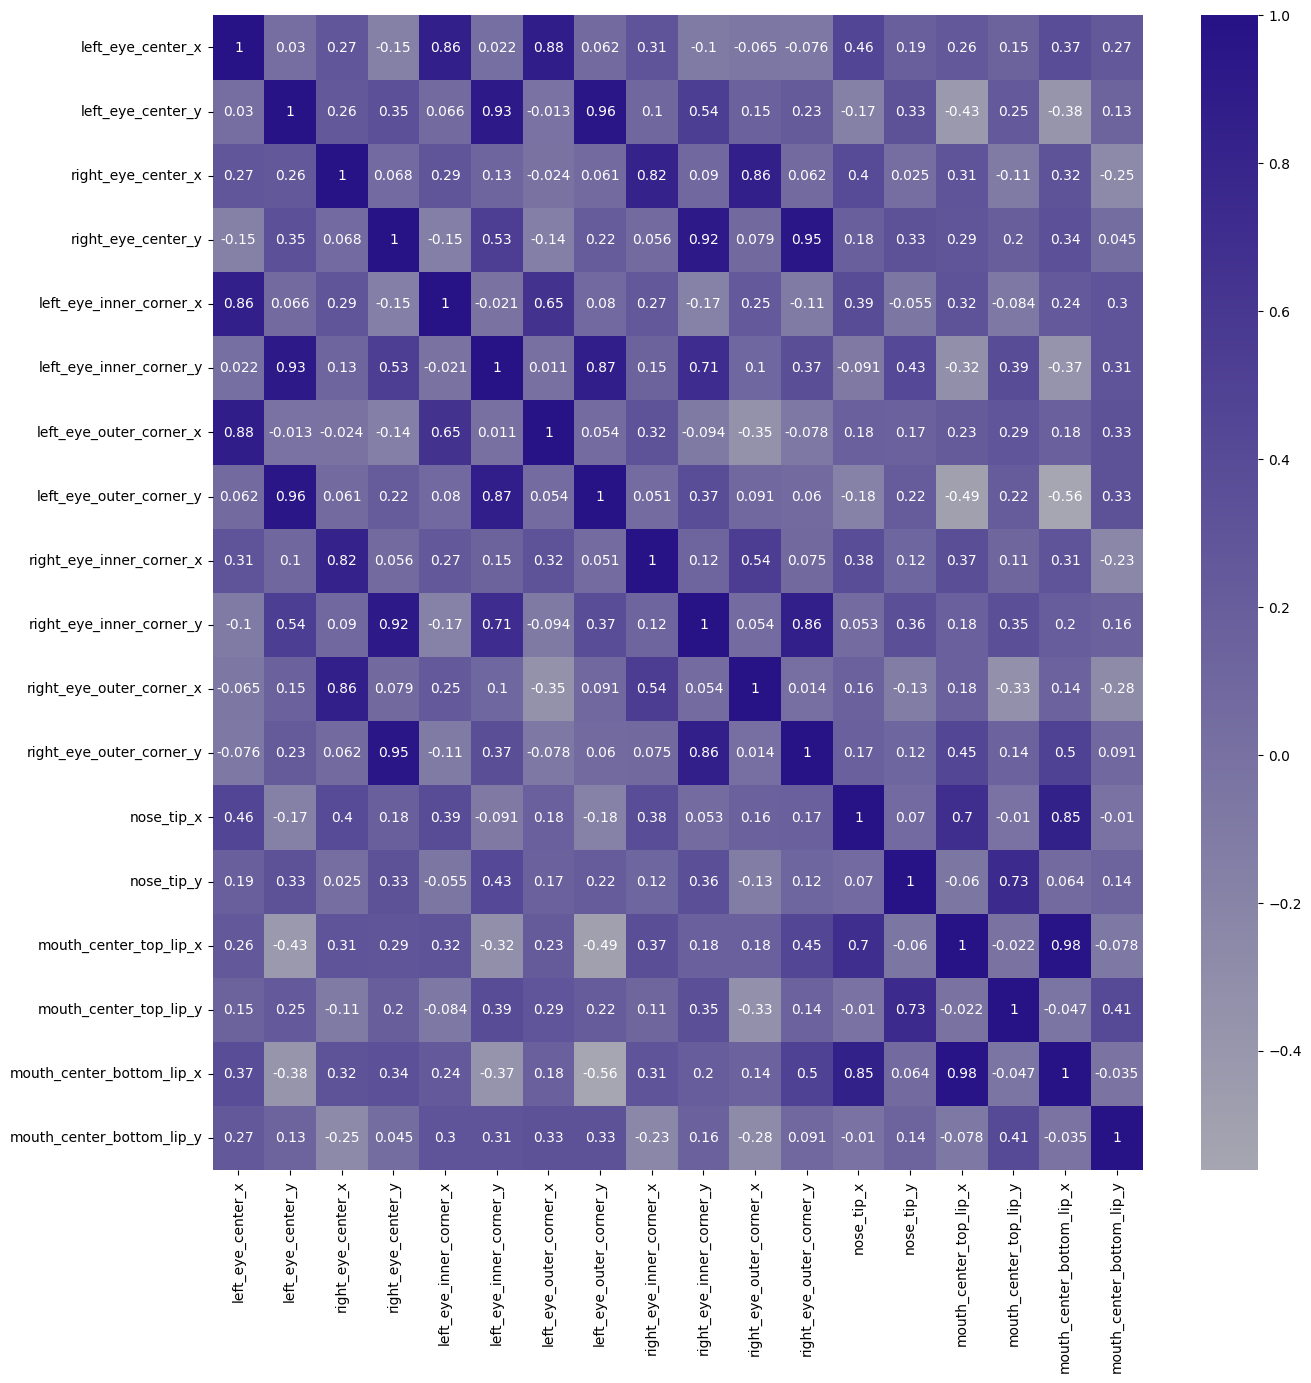 left_eye_center_x 1 0.03 0.27 -0.15 0.86 0.022 0.88 0.062 0.31 -0.1 -0.065 -0.076 0.46 0.19 0.26 0.15 0.37 0.27
left_eye_center_y 0.03 1 0.26 0.35 0.066 0.93 -0.013 0.96 0.1 0.54 0.15 0.23 -0.17 0.33 -0.43 0.25 -0.38 0.13
right_eye_center_x 0.27 0.26 1 0.068 0.29 0.13 -0.024 0.061 0.82 0.09 0.86 0.062 0.4 0.025 0.31 -0.11 0.32 -0.25
right_eye_center_y -0.15 0.35 0.068 1 -0.15 0.53 -0.14 0.22 0.056 0.92 0.079 0.95 0.18 0.33 0.29 0.2 0.34 0.045
left_eye_inner_corner_x 0.86 0.066 0.29 -0.15 1 -0.021 0.65 0.08 0.27 -0.17 0.25 -0.11 0.39 -0.055 0.32 -0.084 0.24 0.3
left_eye_inner_corner_y 0.022 0.93 0.13 0.53 -0.021 1 0.011 0.87 0.15 0.71 0.1 0.37 -0.091 0.43 -0.32 0.39 -0.37 0.31
left_eye_outer_corner_x 0.88 -0.013 -0.024 -0.14 0.65 0.011 1 0.054 0.32 -0.094 -0.35 -0.078 0.18 0.17 0.23 0.29 0.18 0.33
left_eye_outer_corner_y 0.062 0.96 0.061 0.22 0.08 0.87 0.054 1 0.051 0.37 0.091 0.06 -0.18 0.22 -0.49 0.22 -0.56 0.33
right_eye_inner_corner_x 0.31 0.1 0.82 0.056 0.27 0.15 0.32 0.051 1 0.12 0.54 0.075 0.38 0.12 0.37 0.11 0.31 -0.23
right_eye_inner_corner_y -0.1 0.54 0.09 0.92 -0.17 0.71 -0.094 0.37 0.12 1 0.054 0.86 0.053 0.36 0.18 0.35 0.2 0.16
right_eye_outer_corner_x -0.065 0.15 0.86 0.079 0.25 0.1 -0.35 0.091 0.54 0.054 1 0.014 0.16 -0.13 0.18 -0.33 0.14 -0.28
right_eye_outer_corner_y -0.076 0.23 0.062 0.95 -0.11 0.37 -0.078 0.06 0.075 0.86 0.014 1 0.17 0.12 0.45 0.14 0.5 0.091
nose_tip_x 0.46 -0.17 0.4 0.18 0.39 -0.091 0.18 -0.18 0.38 0.053 0.16 0.17 1 0.07 0.7 -0.01 0.85 -0.01
nose_tip_y 0.19 0.33 0.025 0.33 -0.055 0.43 0.17 0.22 0.12 0.36 -0.13 0.12 0.07 1 -0.06 0.73 0.064 0.14
mouth_center_top_lip_x 0.26 -0.43 0.31 0.29 0.32 -0.32 0.23 -0.49 0.37 0.18 0.18 0.45 0.7 -0.06 1 -0.022 0.98 -0.078
mouth_center_top_lip_y 0.15 0.25 -0.11 0.2 -0.084 0.39 0.29 0.22 0.11 0.35 -0.33 0.14 -0.01 0.73 -0.022 1 -0.047 0.41
mouth_center_bottom_lip_x 0.37 -0.38 0.32 0.34 0.24 -0.37 0.18 -0.56 0.31 0.2 0.14 0.5 0.85 0.064 0.98 -0.047 1 -0.035
mouth_center_bottom_lip_y 0.27 0.13 -0.25 0.045 0.3 0.31 0.33 0.33 -0.23 0.16 -0.28 0.091 -0.01 0.14 -0.078 0.41 -0.035 1
left_eye_center_x
left_eye_center_y
right_eye_center_x
right_eye_center_y
left_eye_inner_corner_x
left_eye_inner_corner_y
left_eye_outer_corner_x
left_eye_outer_corner_y
right_eye_inner_corner_x
right_eye_inner_corner_y
right_eye_outer_corner_x
right_eye_outer_corner_y
nose_tip_x
nose_tip_y
mouth_center_top_lip_x
mouth_center_top_lip_y
mouth_center_bottom_lip_x
mouth_center_bottom_lip_y
1.0
0.8
0.6
0.4
0.2
0.0
−0.2
−0.4